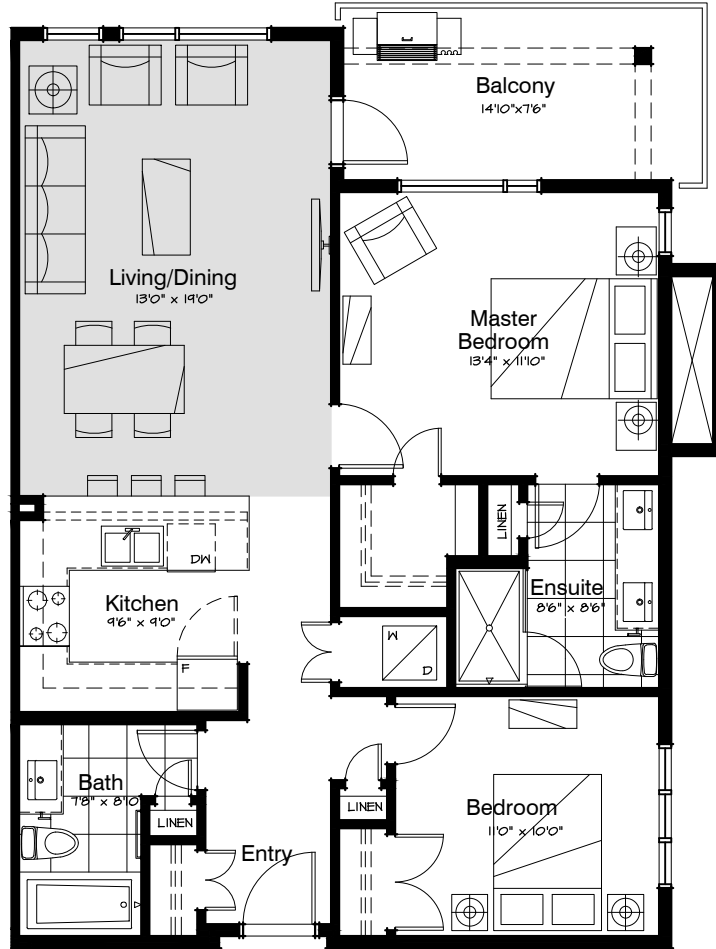 Balcony
14'10"x7'6"
Living/Dining
13'0" x 19'0"
Master
Bedroom
13'4" x 11'10"
LINEN
DW
Ensuite
8'6" x 8'6"
Kitchen
9'6" x 9'0"
W
D
F
Bath
7'8" x 8'10"
LINEN
LINEN
Bedroom
11'0" x 10'0"
Entry